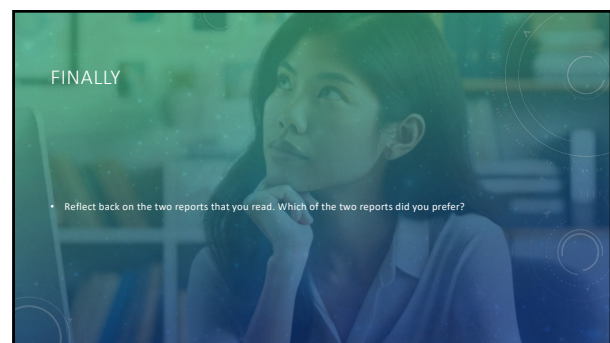 FINALLY
• Reflect back on the two reports that you read. Which of the two reports did you prefer?